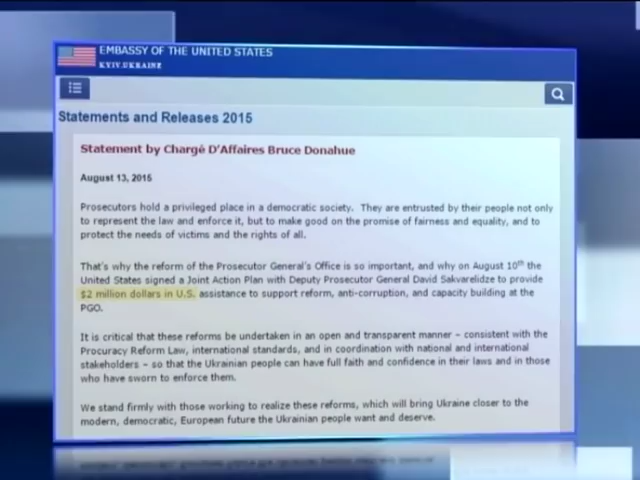 EMBASSY OF THE UNITED STATES
KYIV.UKRAINE
Statements and Releases 2015
Statement by Chargé D'Affaires Bruce Donahue
August 13, 2015
Prosecutors hold a privileged place in a democratic society. They are entrusted by their people not only
to represent the law and enforce it, but to make good on the promise of fairness and equality, and to
protect the needs of victims and the rights of all.
That's why the reform of the Prosecutor General's Office is so important, and why on August 10th the
United States signed a Joint Action Plan with Deputy Prosecutor General David Sakvarelidze to provide
$2 million dollars in U.S. assistance to support reform, anti-corruption, and capacity building at the
PGO.
It is critical that these reforms be undertaken in an open and transparent manner – consistent with the
Procuracy Reform Law, international standards, and in coordination with national and international
stakeholders – so that the Ukrainian people can have full faith and confidence in their laws and in those
who have sworn to enforce them.
We stand firmly with those working to realize these reforms, which will bring Ukraine closer to the
modern, democratic, European future the Ukrainian people want and deserve.